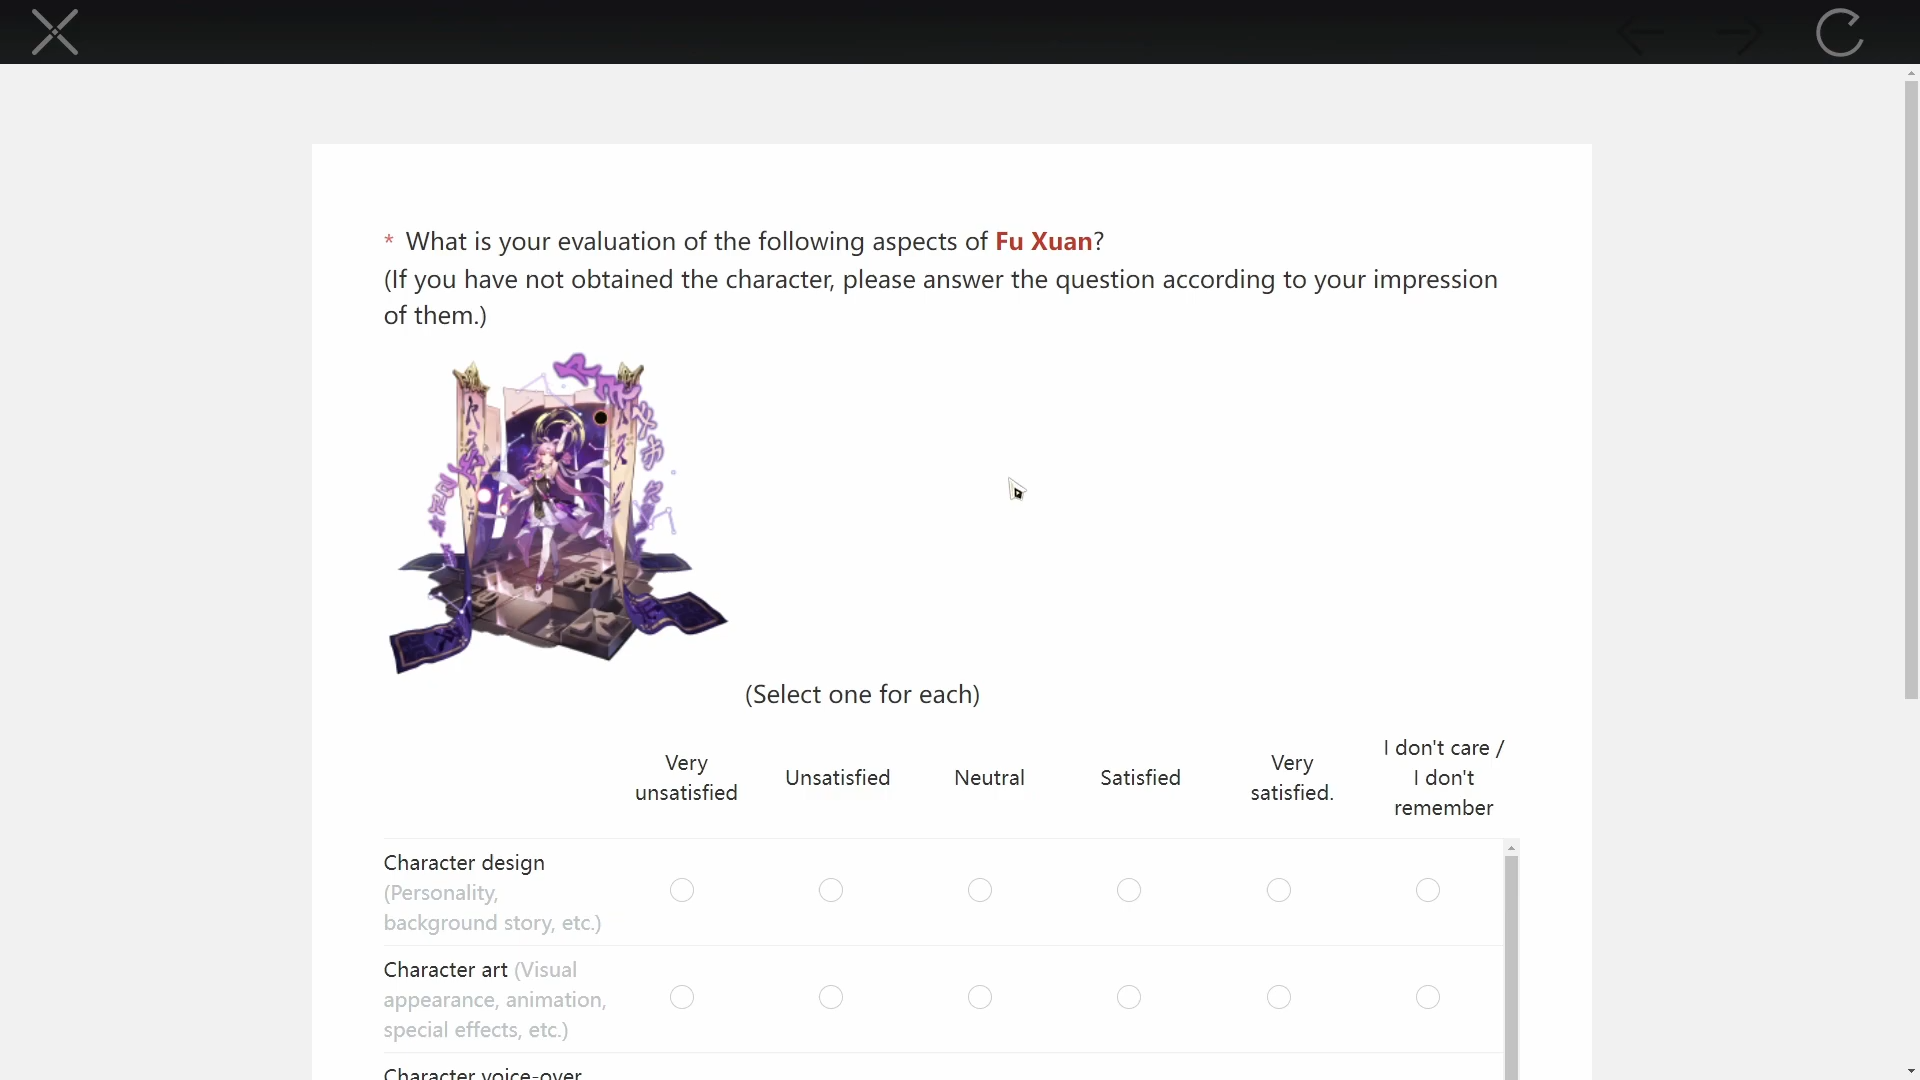 * What is your evaluation of the following aspects of Fu Xuan?
(If you have not obtained the character, please answer the question according to your impression
of them.)
(Select one for each)
Very
unsatisfied
Unsatisfied
Neutral
Satisfied
Very
satisfied.
I don't care /
I don't
remember
Character design
(Personality,
background story, etc.)
Character art (Visual
appearance, animation,
special effects, etc.)
Character voice-over